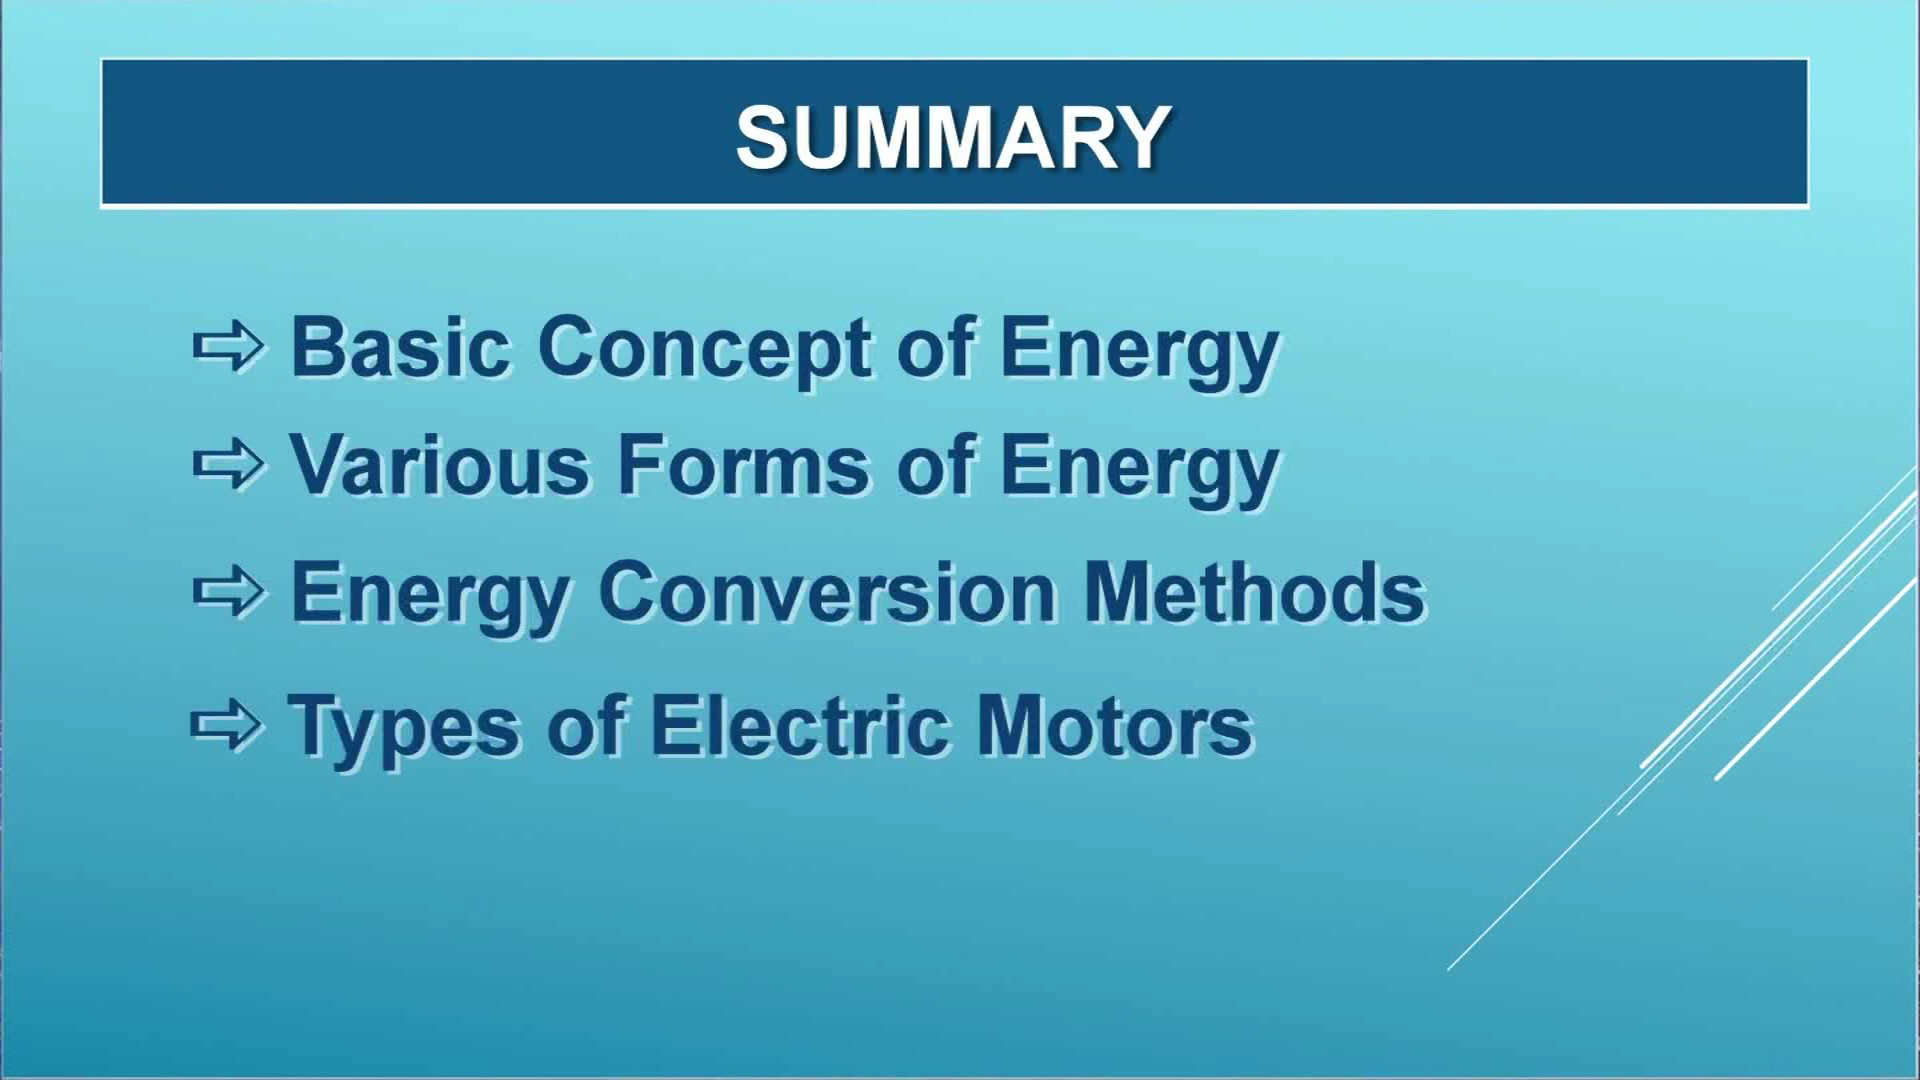 SUMMARY
⇨ Basic Concept of Energy
⇨ Various Forms of Energy
⇨ Energy Conversion Methods
⇨ Types of Electric Motors